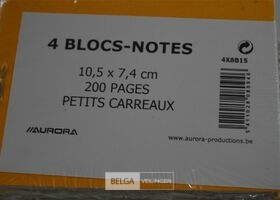 4 BLOCS-NOTES
4X8B15
10,5 x 7,4 cm
200 PAGES
PETITS CARREAUX
AURORA
www.aurora-productions.be
BELGA VEILINGEN